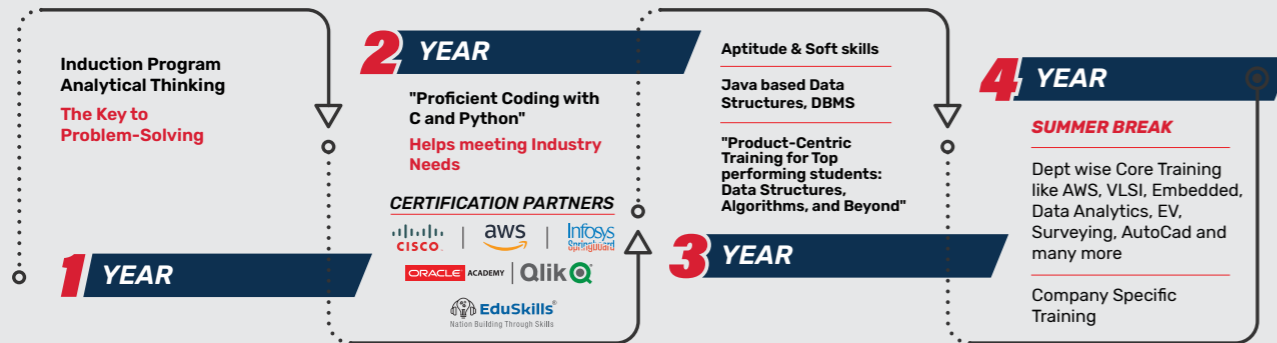 Induction Program
Analytical Thinking
The Key to
Problem-Solving
1 YEAR
2 YEAR
"Proficient Coding with
C and Python"
Helps meeting Industry
Needs
CERTIFICATION PARTNERS
CISCO
aws
Infosys
Springboard
ORACLE ACADEMY
Qlik
EduSkills®
Nation Building Through Skills
Aptitude & Soft skills
Java based Data
Structures, DBMS
"Product-Centric
Training for Top
performing students:
Data Structures,
Algorithms, and Beyond"
3 YEAR
4 YEAR
SUMMER BREAK
Dept wise Core Training
like AWS, VLSI, Embedded,
Data Analytics, EV,
Surveying, AutoCad and
many more
Company Specific
Training